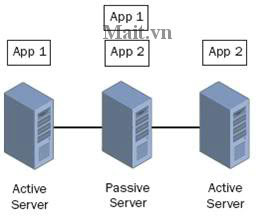 App 1
Mait.vn
App 1
App 2
App 2
Active
Server
Passive
Server
Active
Server